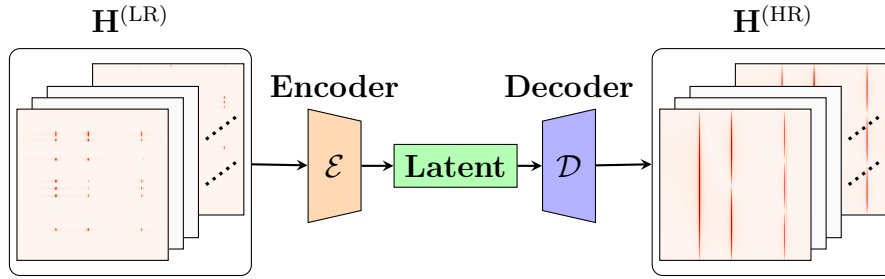 H(LR)
H(HR)
Encoder
Decoder
ℰ
Latent
𝒟